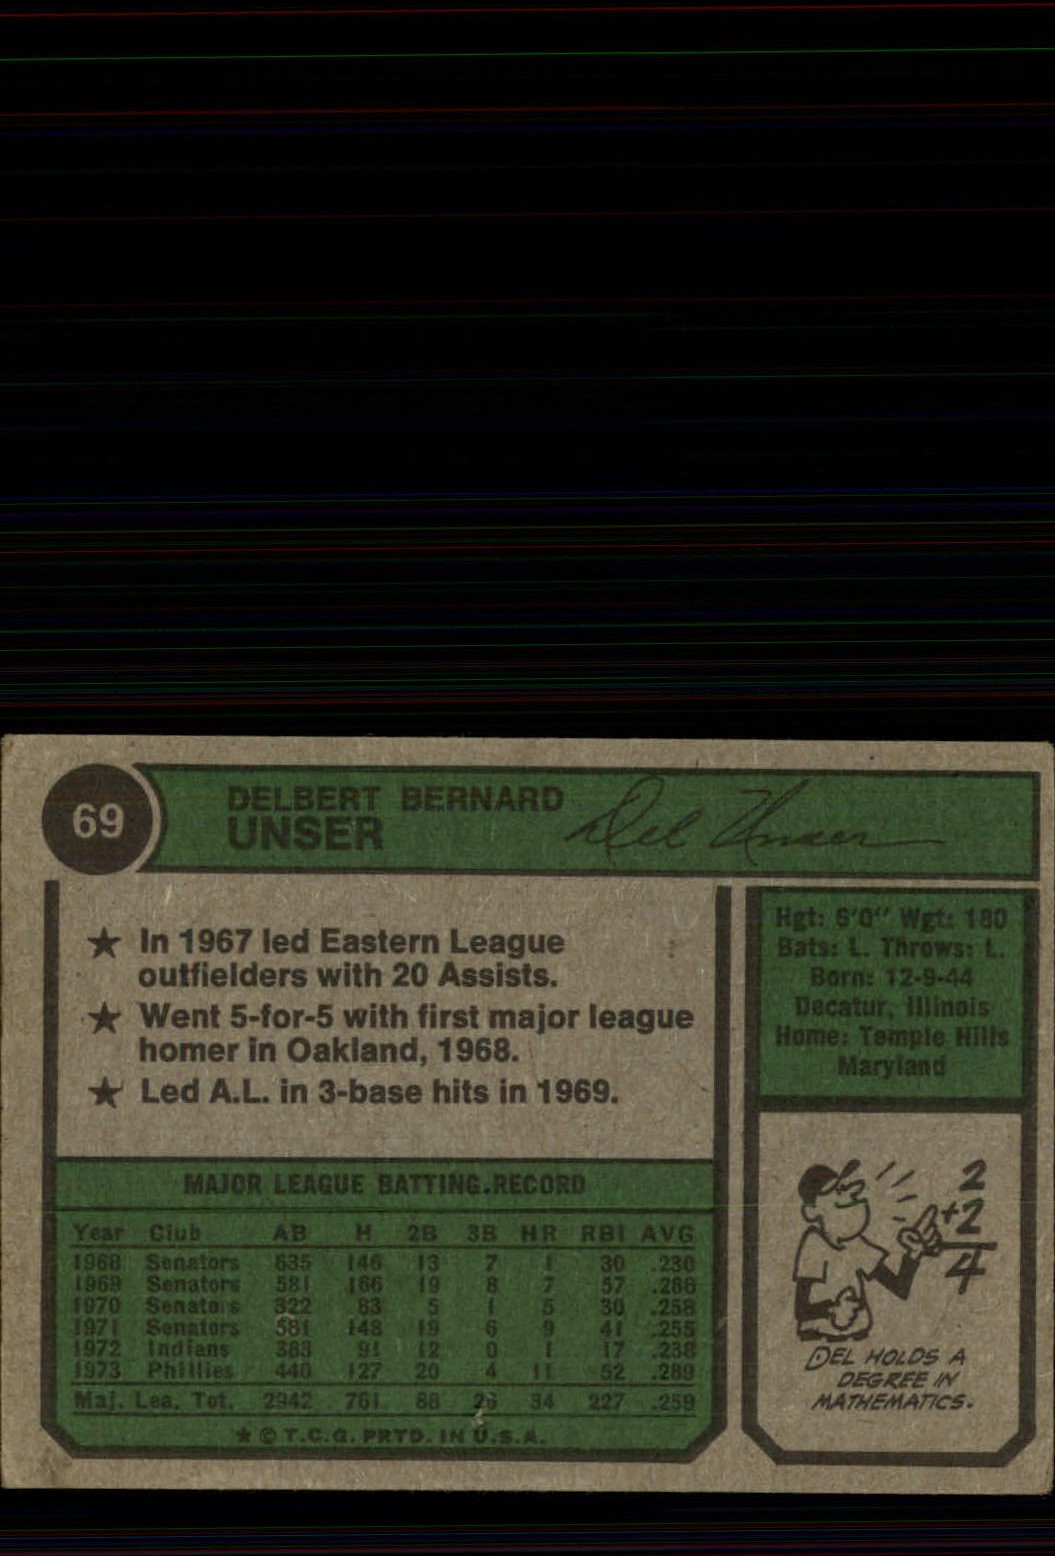 69
DELBERT BERNARD
UNSER
Del Unser
★ In 1967 led Eastern League
outfielders with 20 Assists.
★ Went 5-for-5 with first major league
homer in Oakland, 1968.
★ Led A.L. in 3-base hits in 1969.
Hgt: 6'0" Wgt: 180
Bats: L. Throws: L.
Born: 12-9-44
Decatur, Illinois
Home: Temple Hills
Maryland
MAJOR LEAGUE BATTING RECORD
Year Club AB H 2B 3B HR RBI AVG
1968 Senators 635 146 13 7 1 30 .230
1969 Senators 581 166 19 8 7 57 .286
1970 Senators 322 83 5 1 5 30 .258
1971 Senators 581 148 19 6 9 41 .255
1972 Indians 383 91 12 0 1 17 .238
1973 Phillies 440 127 20 4 11 52 .289
Maj. Lea. Tot. 2942 761 88 26 34 227 .259
★ © T.C.G. PRTD. IN U.S.A.
2
+2
4
DEL HOLDS A
DEGREE IN
MATHEMATICS.